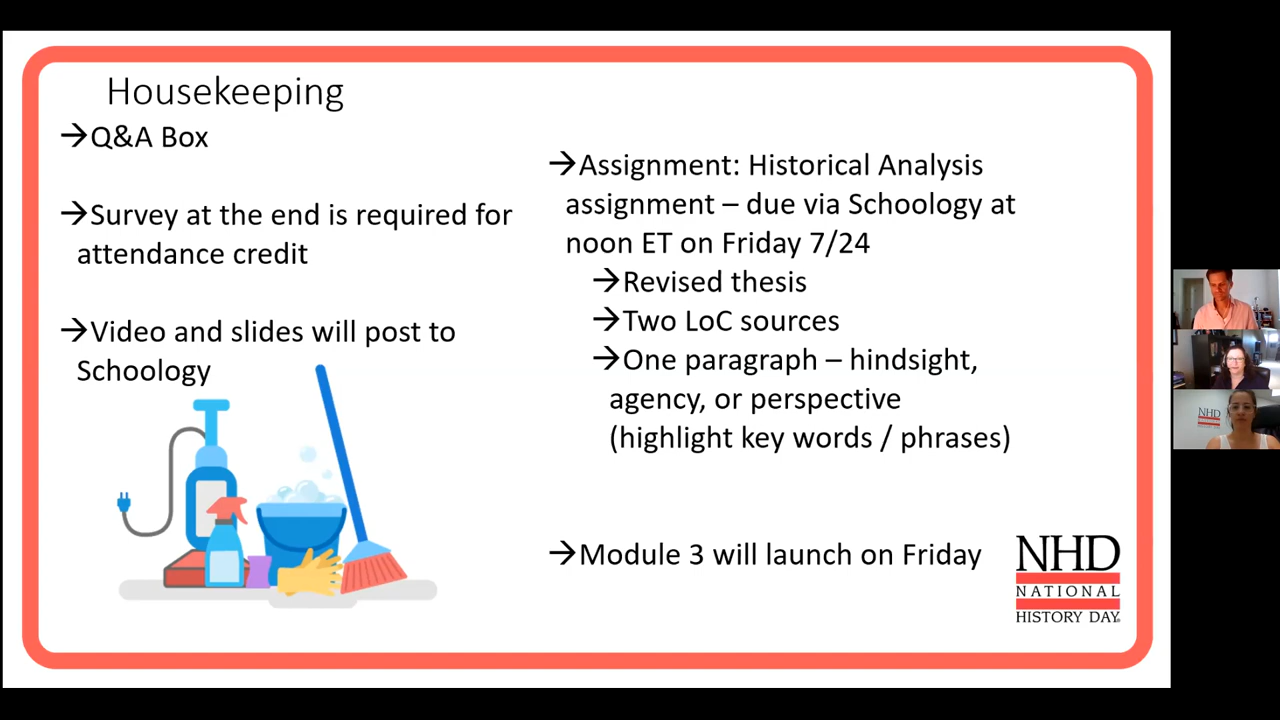 Housekeeping
→Q&A Box
→Survey at the end is required for
attendance credit
→Video and slides will post to
Schoology
→Assignment: Historical Analysis
assignment – due via Schoology at
noon ET on Friday 7/24
→Revised thesis
→Two LoC sources
→One paragraph – hindsight,
agency, or perspective
(highlight key words / phrases)
→Module 3 will launch on Friday
NHD
NATIONAL
HISTORY DAY
NHD